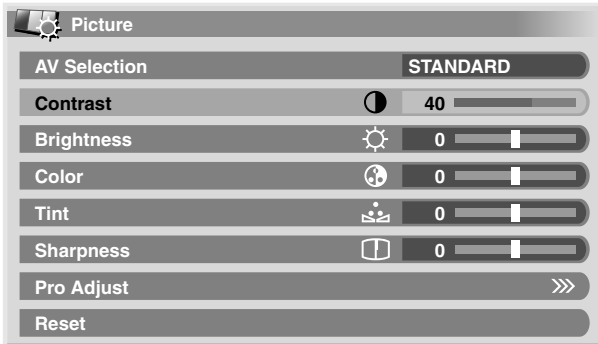 Picture
AV Selection STANDARD
Contrast 40
Brightness 0
Color 0
Tint 0
Sharpness 0
Pro Adjust
Reset